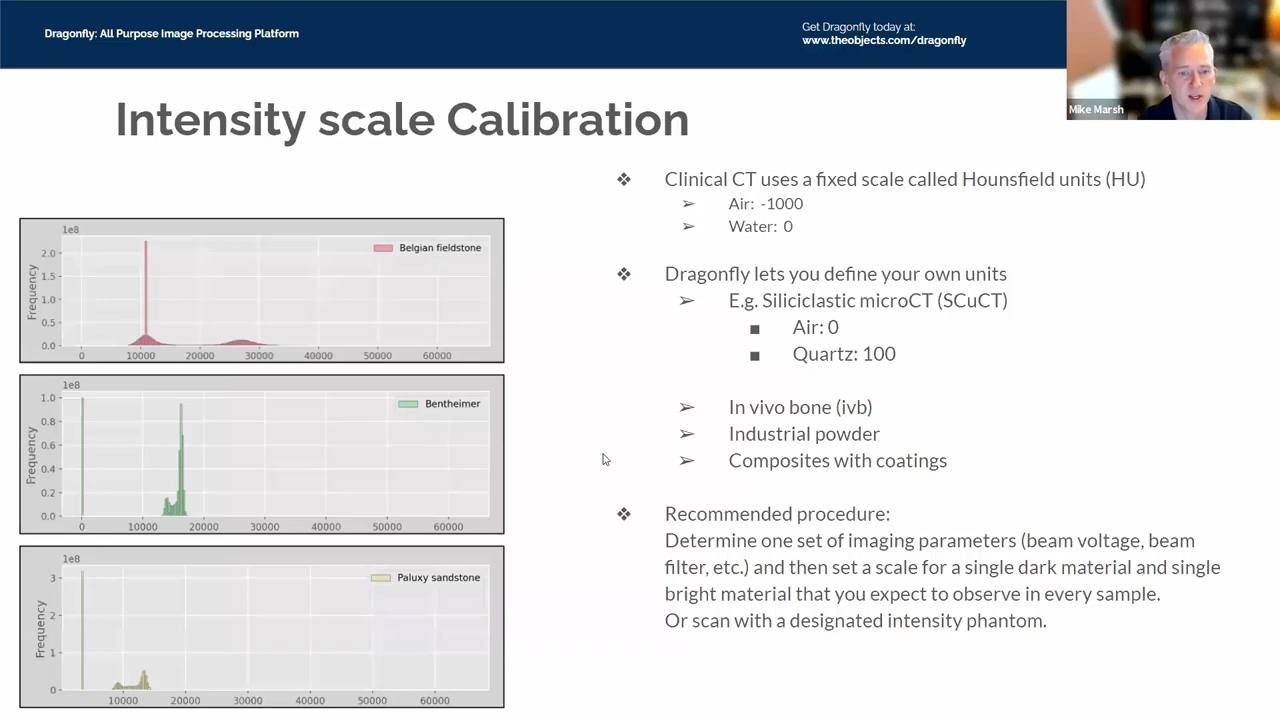 Dragonfly: All Purpose Image Processing Platform
Get Dragonfly today at:
www.theobjects.com/dragonfly
Mike Marsh
Intensity scale Calibration
1e8
Belgian fieldstone
Frequency
2.0
1.5
1.0
0.5
0.0
0 10000 20000 30000 40000 50000 60000
1e8
Bentheimer
Frequency
1.0
0.8
0.6
0.4
0.2
0.0
0 10000 20000 30000 40000 50000 60000
1e8
Paluxy sandstone
Frequency
3
2
1
0
10000 20000 30000 40000 50000 60000
❖ Clinical CT uses a fixed scale called Hounsfield units (HU)
➢ Air: -1000
➢ Water: 0
❖ Dragonfly lets you define your own units
➢ E.g. Siliciclastic microCT (SCuCT)
■ Air: 0
■ Quartz: 100
➢ In vivo bone (ivb)
➢ Industrial powder
➢ Composites with coatings
❖ Recommended procedure:
Determine one set of imaging parameters (beam voltage, beam
filter, etc.) and then set a scale for a single dark material and single
bright material that you expect to observe in every sample.
Or scan with a designated intensity phantom.